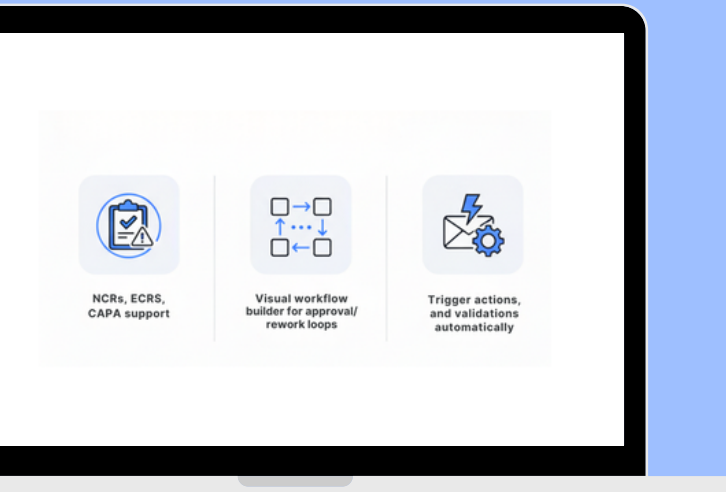 NCRs, ECRS,
CAPA support
Visual workflow
builder for approval/
rework loops
Trigger actions,
and validations
automatically